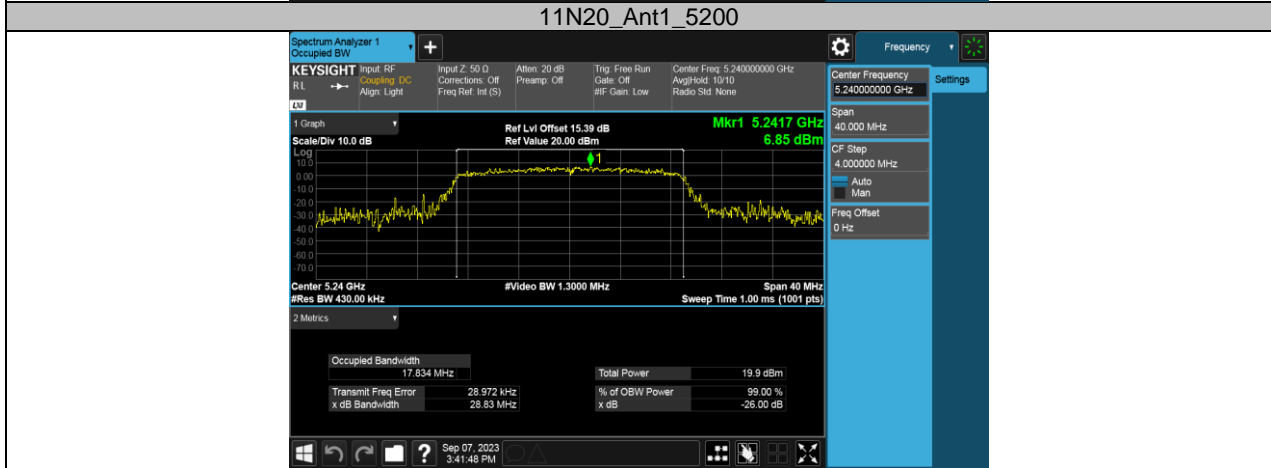 11N20_Ant1_5200
Spectrum Analyzer 1
Occupied BW
Frequency
KEYSIGHT
RL
LXI
Input: RF
Coupling: DC
Align: Light
Input Z: 50 Ω
Corrections: Off
Freq Ref: Int (S)
Atten: 20 dB
Preamp: Off
Trig: Free Run
Gate: Off
#IF Gain: Low
Center Freq: 5.240000000 GHz
Avg|Hold: 10/10
Radio Std: None
Center Frequency
5.240000000 GHz
Settings
Span
40.000 MHz
CF Step
4.000000 MHz
Auto
Man
Freq Offset
0 Hz
1 Graph
Scale/Div 10.0 dB
Ref Lvl Offset 15.39 dB
Ref Value 20.00 dBm
Mkr1 5.2417 GHz
6.85 dBm
Log
10.0
0.00
-10.0
-20.0
-30.0
-40.0
-50.0
-60.0
-70.0
1
Center 5.24 GHz
#Video BW 1.3000 MHz
Span 40 MHz
#Res BW 430.00 kHz
Sweep Time 1.00 ms (1001 pts)
2 Metrics
Occupied Bandwidth
17.834 MHz
Total Power 19.9 dBm
Transmit Freq Error 28.972 kHz
% of OBW Power 99.00 %
x dB Bandwidth 28.83 MHz
x dB -26.00 dB
?
Sep 07, 2023
3:41:48 PM